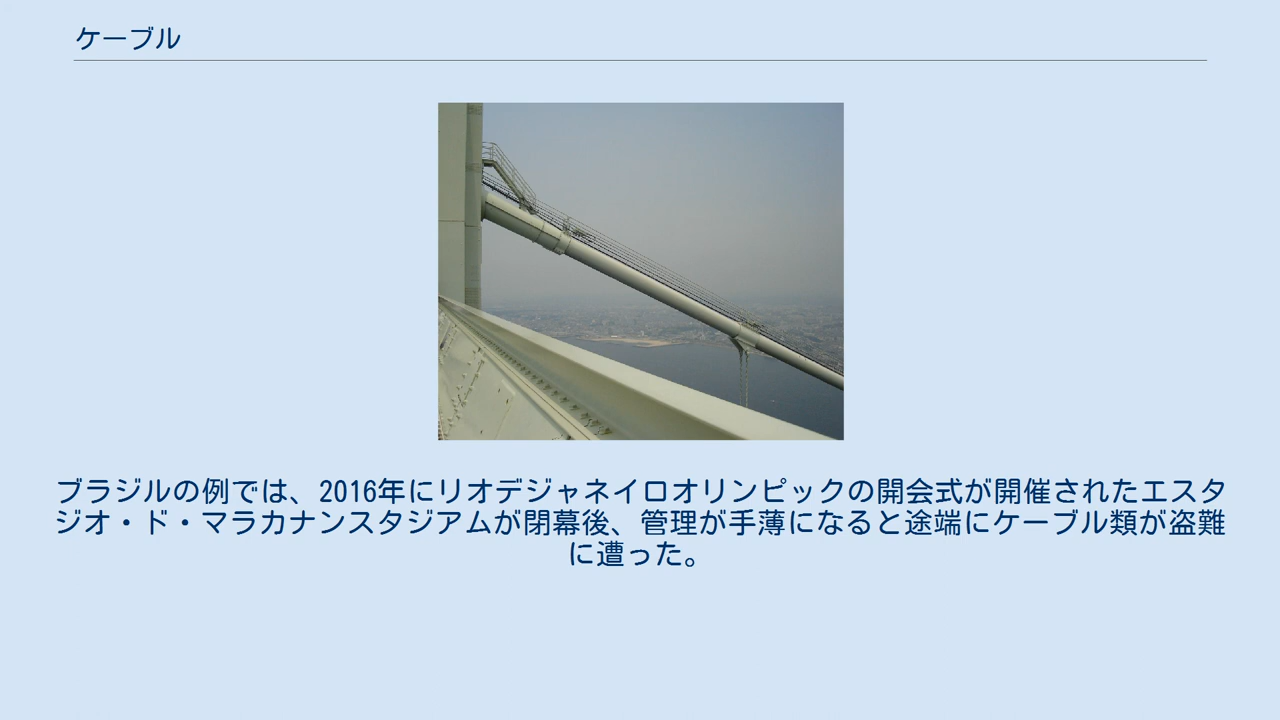 ケーブル
ブラジルの例では、2016年にリオデジャネイロオリンピックの開会式が開催されたエスタ
ジオ・ド・マラカナンスタジアムが閉幕後、管理が手薄になると途端にケーブル類が盗難
に遭った。